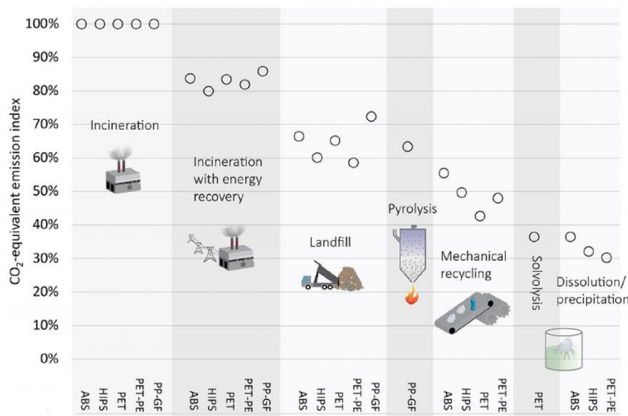 CO₂-equivalent emission index
100%
90%
80%
70%
60%
50%
40%
30%
20%
10%
0%
Incineration
Incineration
with energy
recovery
Landfill
Pyrolysis
Mechanical
recycling
Solvolysis
Dissolution/
precipitation
ABS
HIPS
PET
PET-PE
PP-GF
ABS
HIPS
PET
PET-PE
PP-GF
ABS
HIPS
PET
PET-PE
PP-GF
PP-GF
ABS
HIPS
PET
PET-PE
PET
ABS
HIPS
PET-PE